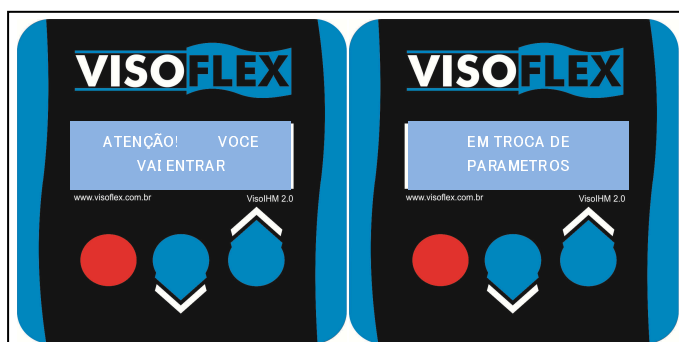 VISOFLEX
ATENÇÃO! VOCE
VAI ENTRAR
www.visoflex.com.br VisoIHM 2.0
VISOFLEX
EM TROCA DE
PARAMETROS
www.visoflex.com.br VisoIHM 2.0